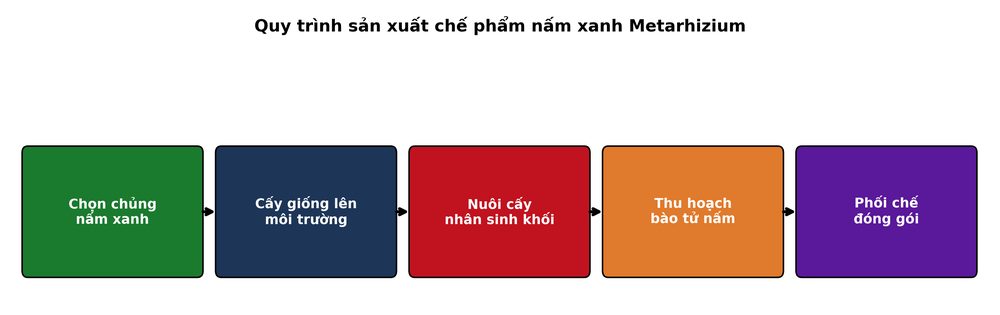 Quy trình sản xuất chế phẩm nấm xanh Metarhizium
Chọn chủng
nấm xanh
Cấy giống lên
môi trường
Nuôi cấy
nhân sinh khối
Thu hoạch
bào tử nấm
Phối chế
đóng gói